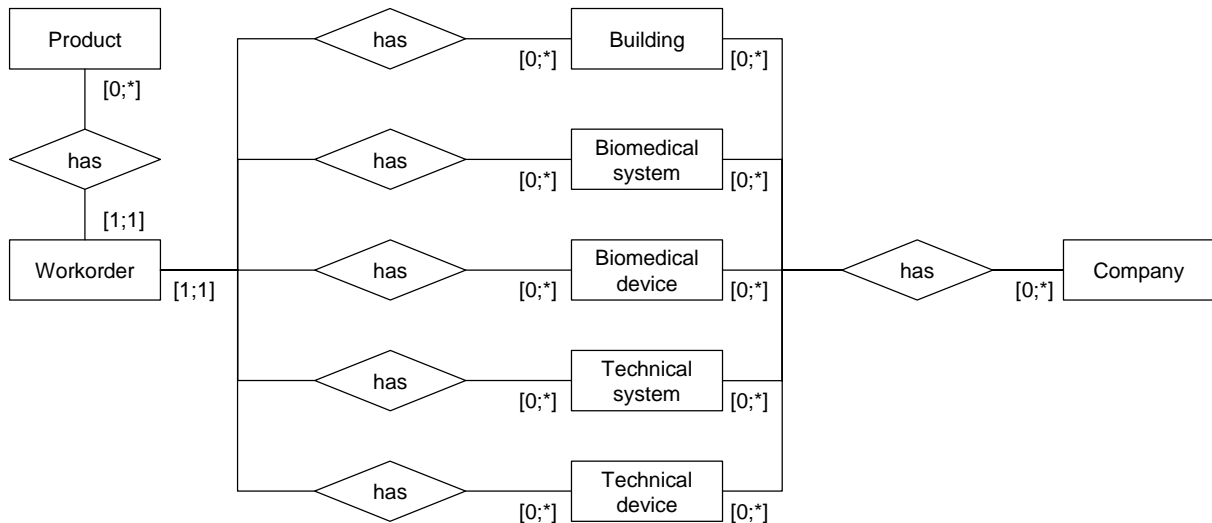 Product
has
Building
[0;*]
[0;*]
[0;*]
has
Biomedical
system
has
[0;*]
[0;*]
[1;1]
Workorder
has
Biomedical
device
has
Company
[1;1]
[0;*]
[0;*]
[0;*]
has
Technical
system
[0;*]
[0;*]
has
Technical
device
[0;*]
[0;*]